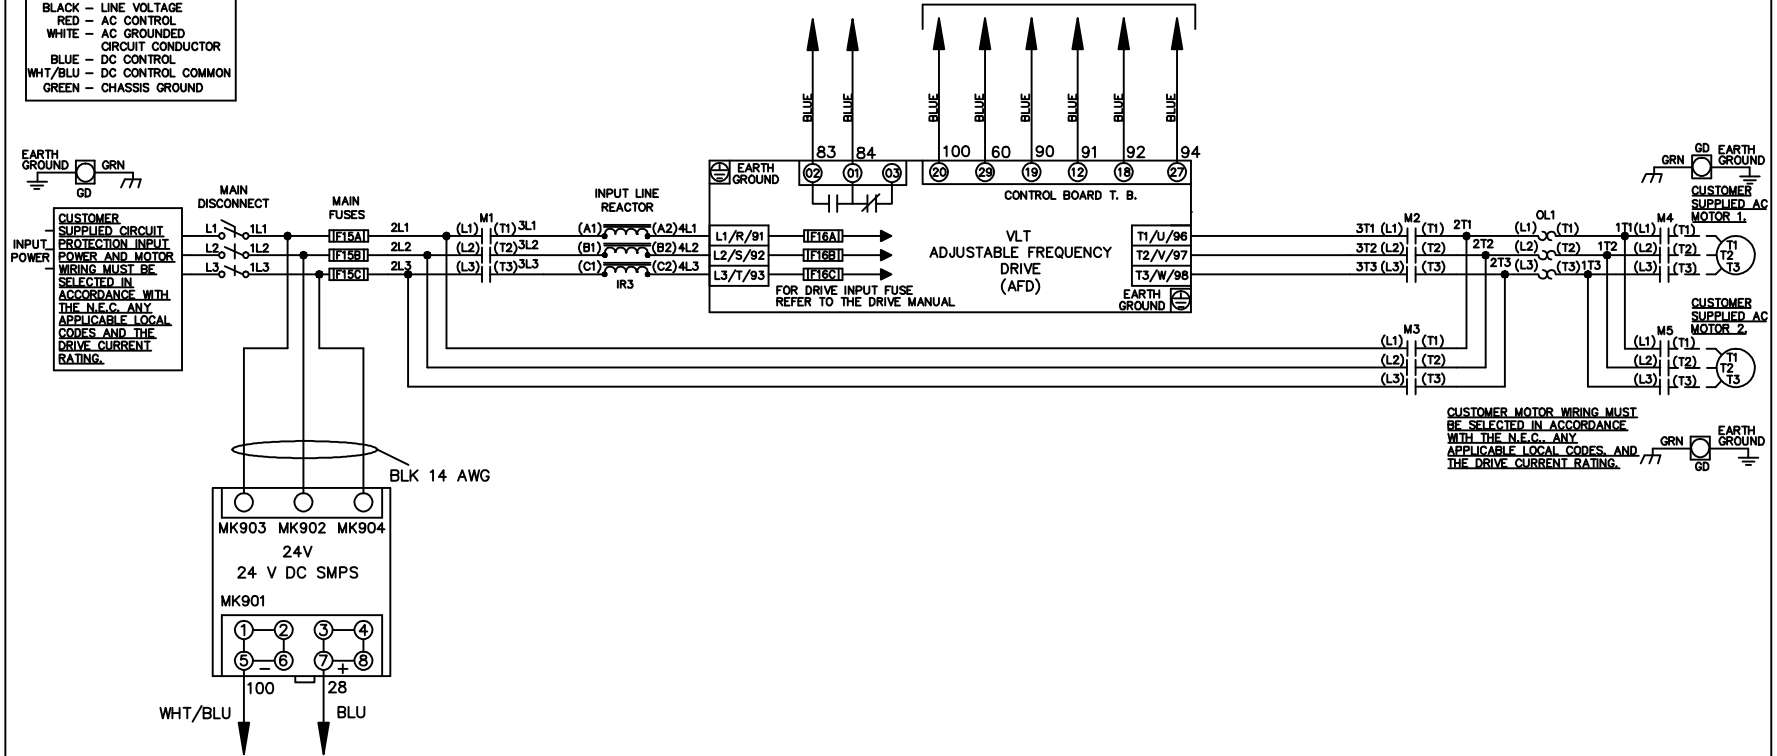 BLACK – LINE VOLTAGE
RED – AC CONTROL
WHITE – AC GROUNDED
CIRCUIT CONDUCTOR
BLUE – DC CONTROL
WHT/BLU – DC CONTROL COMMON
GREEN – CHASSIS GROUND
BLUE BLUE BLUE BLUE BLUE BLUE BLUE BLUE
83 84 100 60 90 91 92 94
02 01 03 20 29 19 12 18 27
EARTH
GROUND
GRN
GD
EARTH
GROUND
CONTROL BOARD T. B.
GD
EARTH
GROUND
GRN
CUSTOMER
SUPPLIED AC
MOTOR 1.
INPUT
POWER
CUSTOMER
SUPPLIED CIRCUIT
PROTECTION INPUT
POWER AND MOTOR
WIRING MUST BE
SELECTED IN
ACCORDANCE WITH
THE N.E.C. ANY
APPLICABLE LOCAL
CODES AND THE
DRIVE CURRENT
RATING.
MAIN
DISCONNECT
L1 1L1
L2 1L2
L3 1L3
MAIN
FUSES
F15A
F15B
F15C
2L1
2L2
2L3
M1
(L1) (T1) 3L1
(L2) (T2) 3L2
(L3) (T3) 3L3
INPUT LINE
REACTOR
(A1) (A2) 4L1
(B1) (B2) 4L2
(C1) (C2) 4L3
IR3
L1/R/91
L2/S/92
L3/T/93
F16A
F16B
F16C
FOR DRIVE INPUT FUSE
REFER TO THE DRIVE MANUAL
VLT
ADJUSTABLE FREQUENCY
DRIVE
(AFD)
T1/U/96
T2/V/97
T3/W/98
EARTH
GROUND
M2
3T1 (L1) (T1) 2T1
3T2 (L2) (T2) 2T2
3T3 (L3) (T3) 2T3
OL1
(L1) (T1) 1T1
(L2) (T2) 1T2
(L3) (T3) 1T3
M4
(L1) (T1)
(L2) (T2)
(L3) (T3)
T1
T2
T3
M3
(L1) (T1)
(L2) (T2)
(L3) (T3)
CUSTOMER
SUPPLIED AC
MOTOR 2.
M5
(L1) (T1)
(L2) (T2)
(L3) (T3)
T1
T2
T3
CUSTOMER MOTOR WIRING MUST
BE SELECTED IN ACCORDANCE
WITH THE N.E.C., ANY
APPLICABLE LOCAL CODES, AND
THE DRIVE CURRENT RATING.
GRN
GD
EARTH
GROUND
BLK 14 AWG
MK903 MK902 MK904
24V
24 V DC SMPS
MK901
1 2 3 4
5 6 7 8
– +
100 28
WHT/BLU BLU